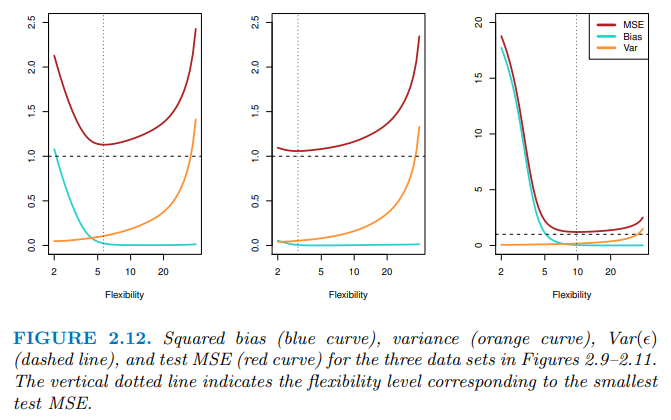 2.5
2.0
1.5
1.0
0.5
0.0
2 5 10 20
Flexibility
2.5
2.0
1.5
1.0
0.5
0.0
2 5 10 20
Flexibility
20
15
10
5
0
2 5 10 20
Flexibility
MSE
Bias
Var
FIGURE 2.12. Squared bias (blue curve), variance (orange curve), Var(ϵ)
(dashed line), and test MSE (red curve) for the three data sets in Figures 2.9–2.11.
The vertical dotted line indicates the flexibility level corresponding to the smallest
test MSE.